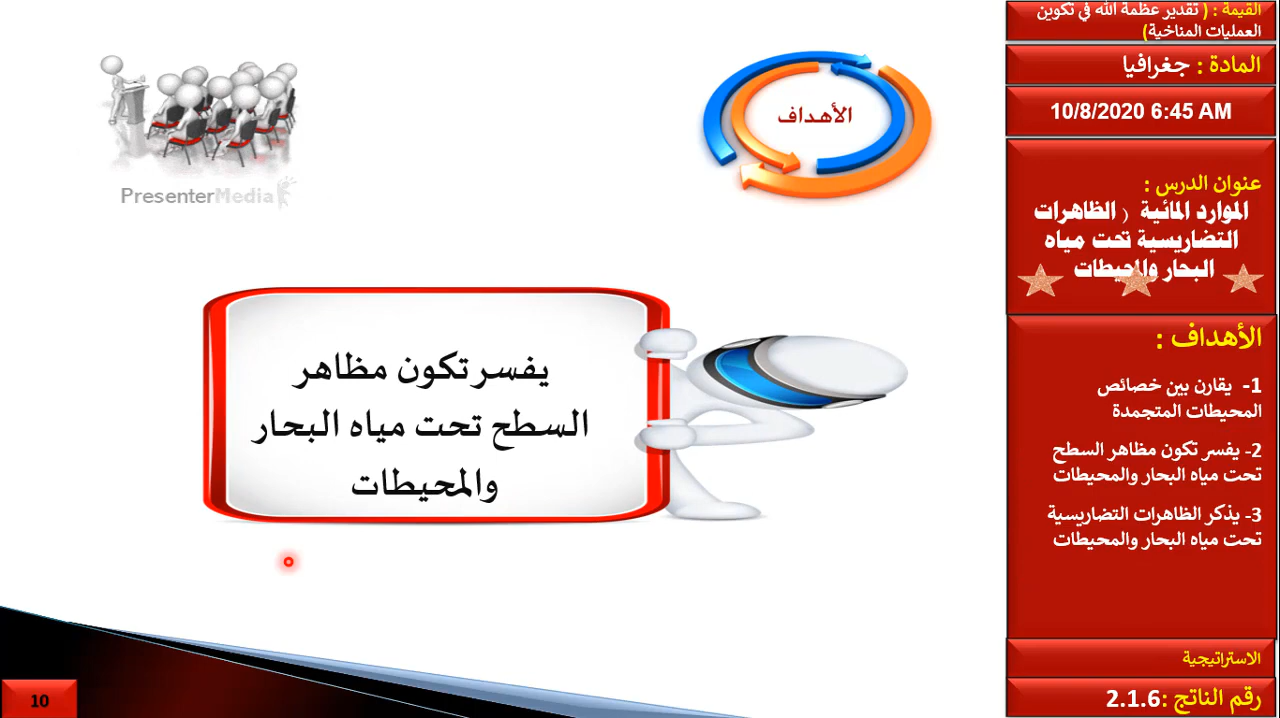 القيمة : ( تقدير عظمة الله في تكوين
العمليات المناخية)
المادة : جغرافيا
10/8/2020 6:45 AM
عنوان الدرس :
الموارد المائية ( الظاهرات
التضاريسية تحت مياه
البحار والمحيطات
الأهداف :
1- يقارن بين خصائص
المحيطات المتجمدة
2- يفسر تكون مظاهر السطح
تحت مياه البحار والمحيطات
3- يذكر الظاهرات التضاريسية
تحت مياه البحار والمحيطات
الاستراتيجية
رقم الناتج :2.1.6
الأهداف
PresenterMedia
يفسر تكون مظاهر
السطح تحت مياه البحار
والمحيطات
10